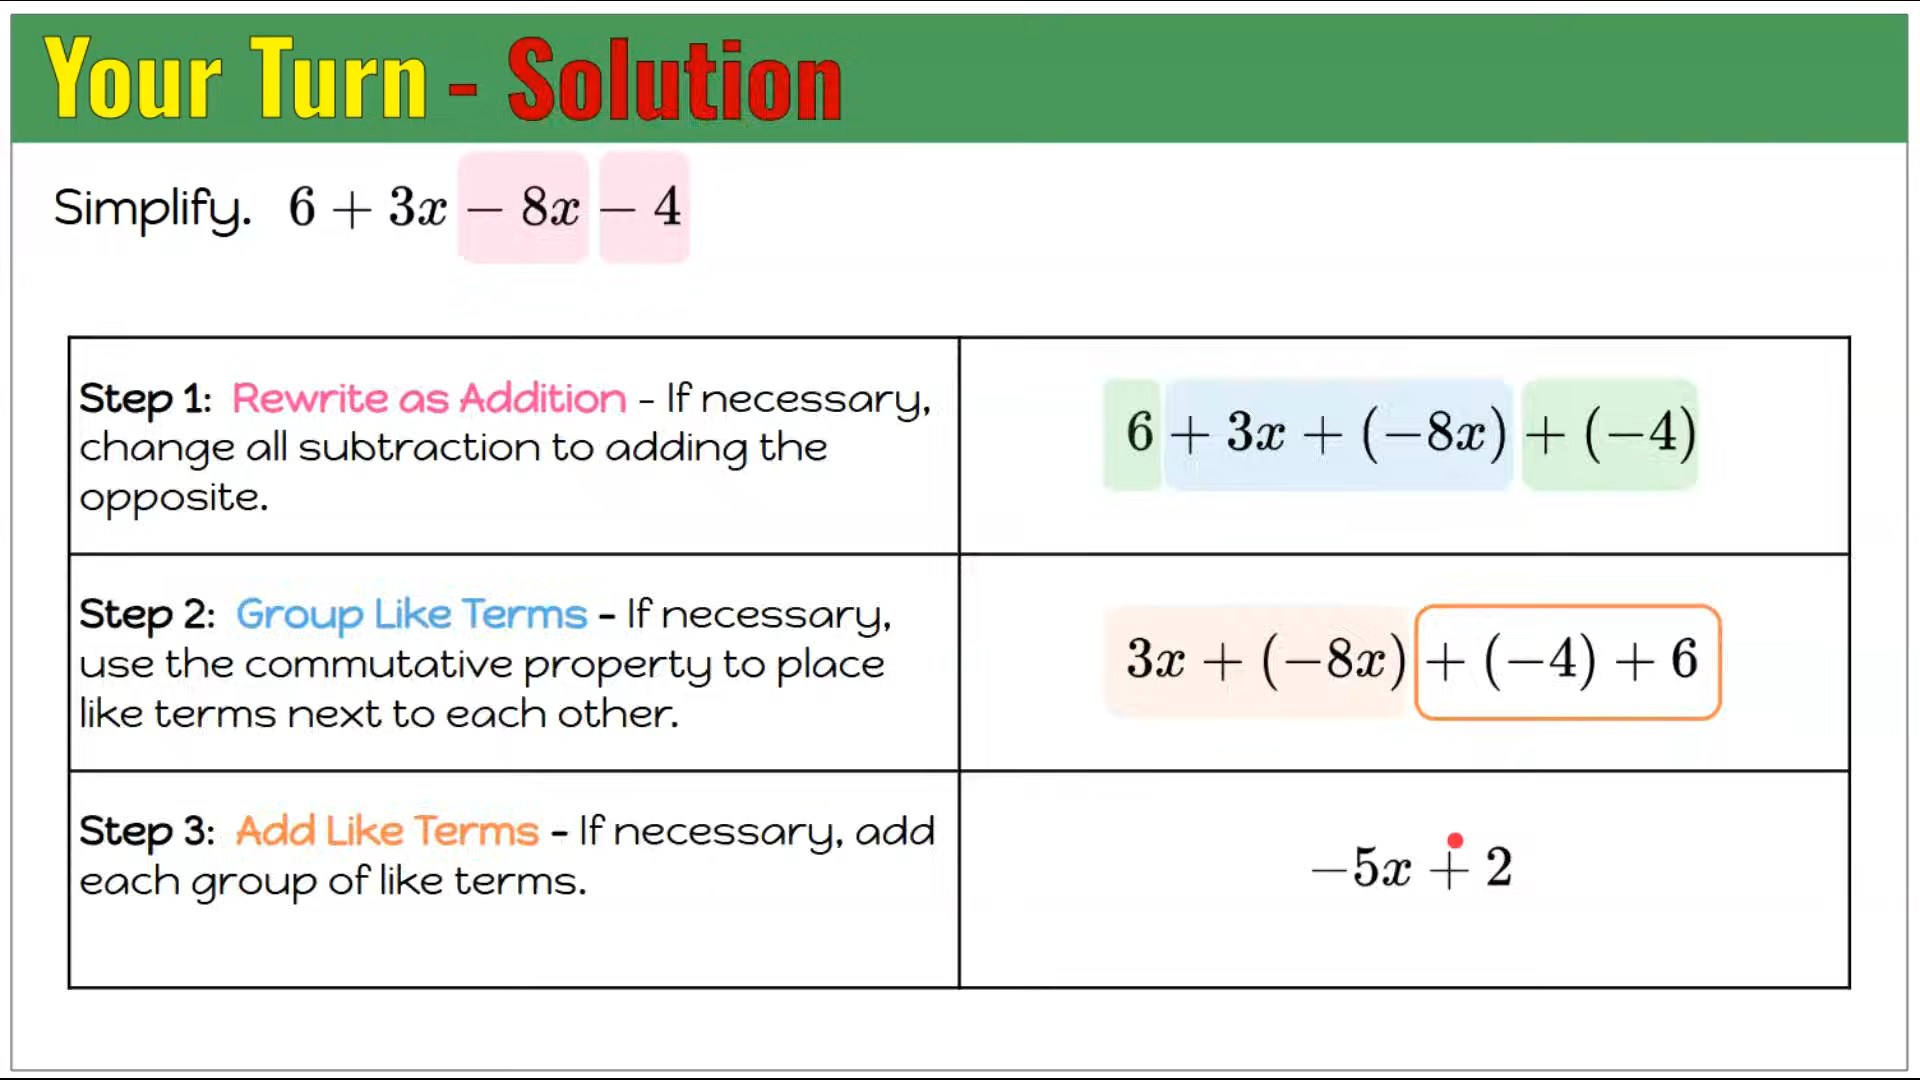 Your Turn - Solution
Simplify. 6 + 3x − 8x − 4
Step 1: Rewrite as Addition - If necessary,
change all subtraction to adding the
opposite.
6 + 3x + (−8x) + (−4)
Step 2: Group Like Terms - If necessary,
use the commutative property to place
like terms next to each other.
3x + (−8x) + (−4) + 6
Step 3: Add Like Terms - If necessary, add
each group of like terms.
−5x + 2